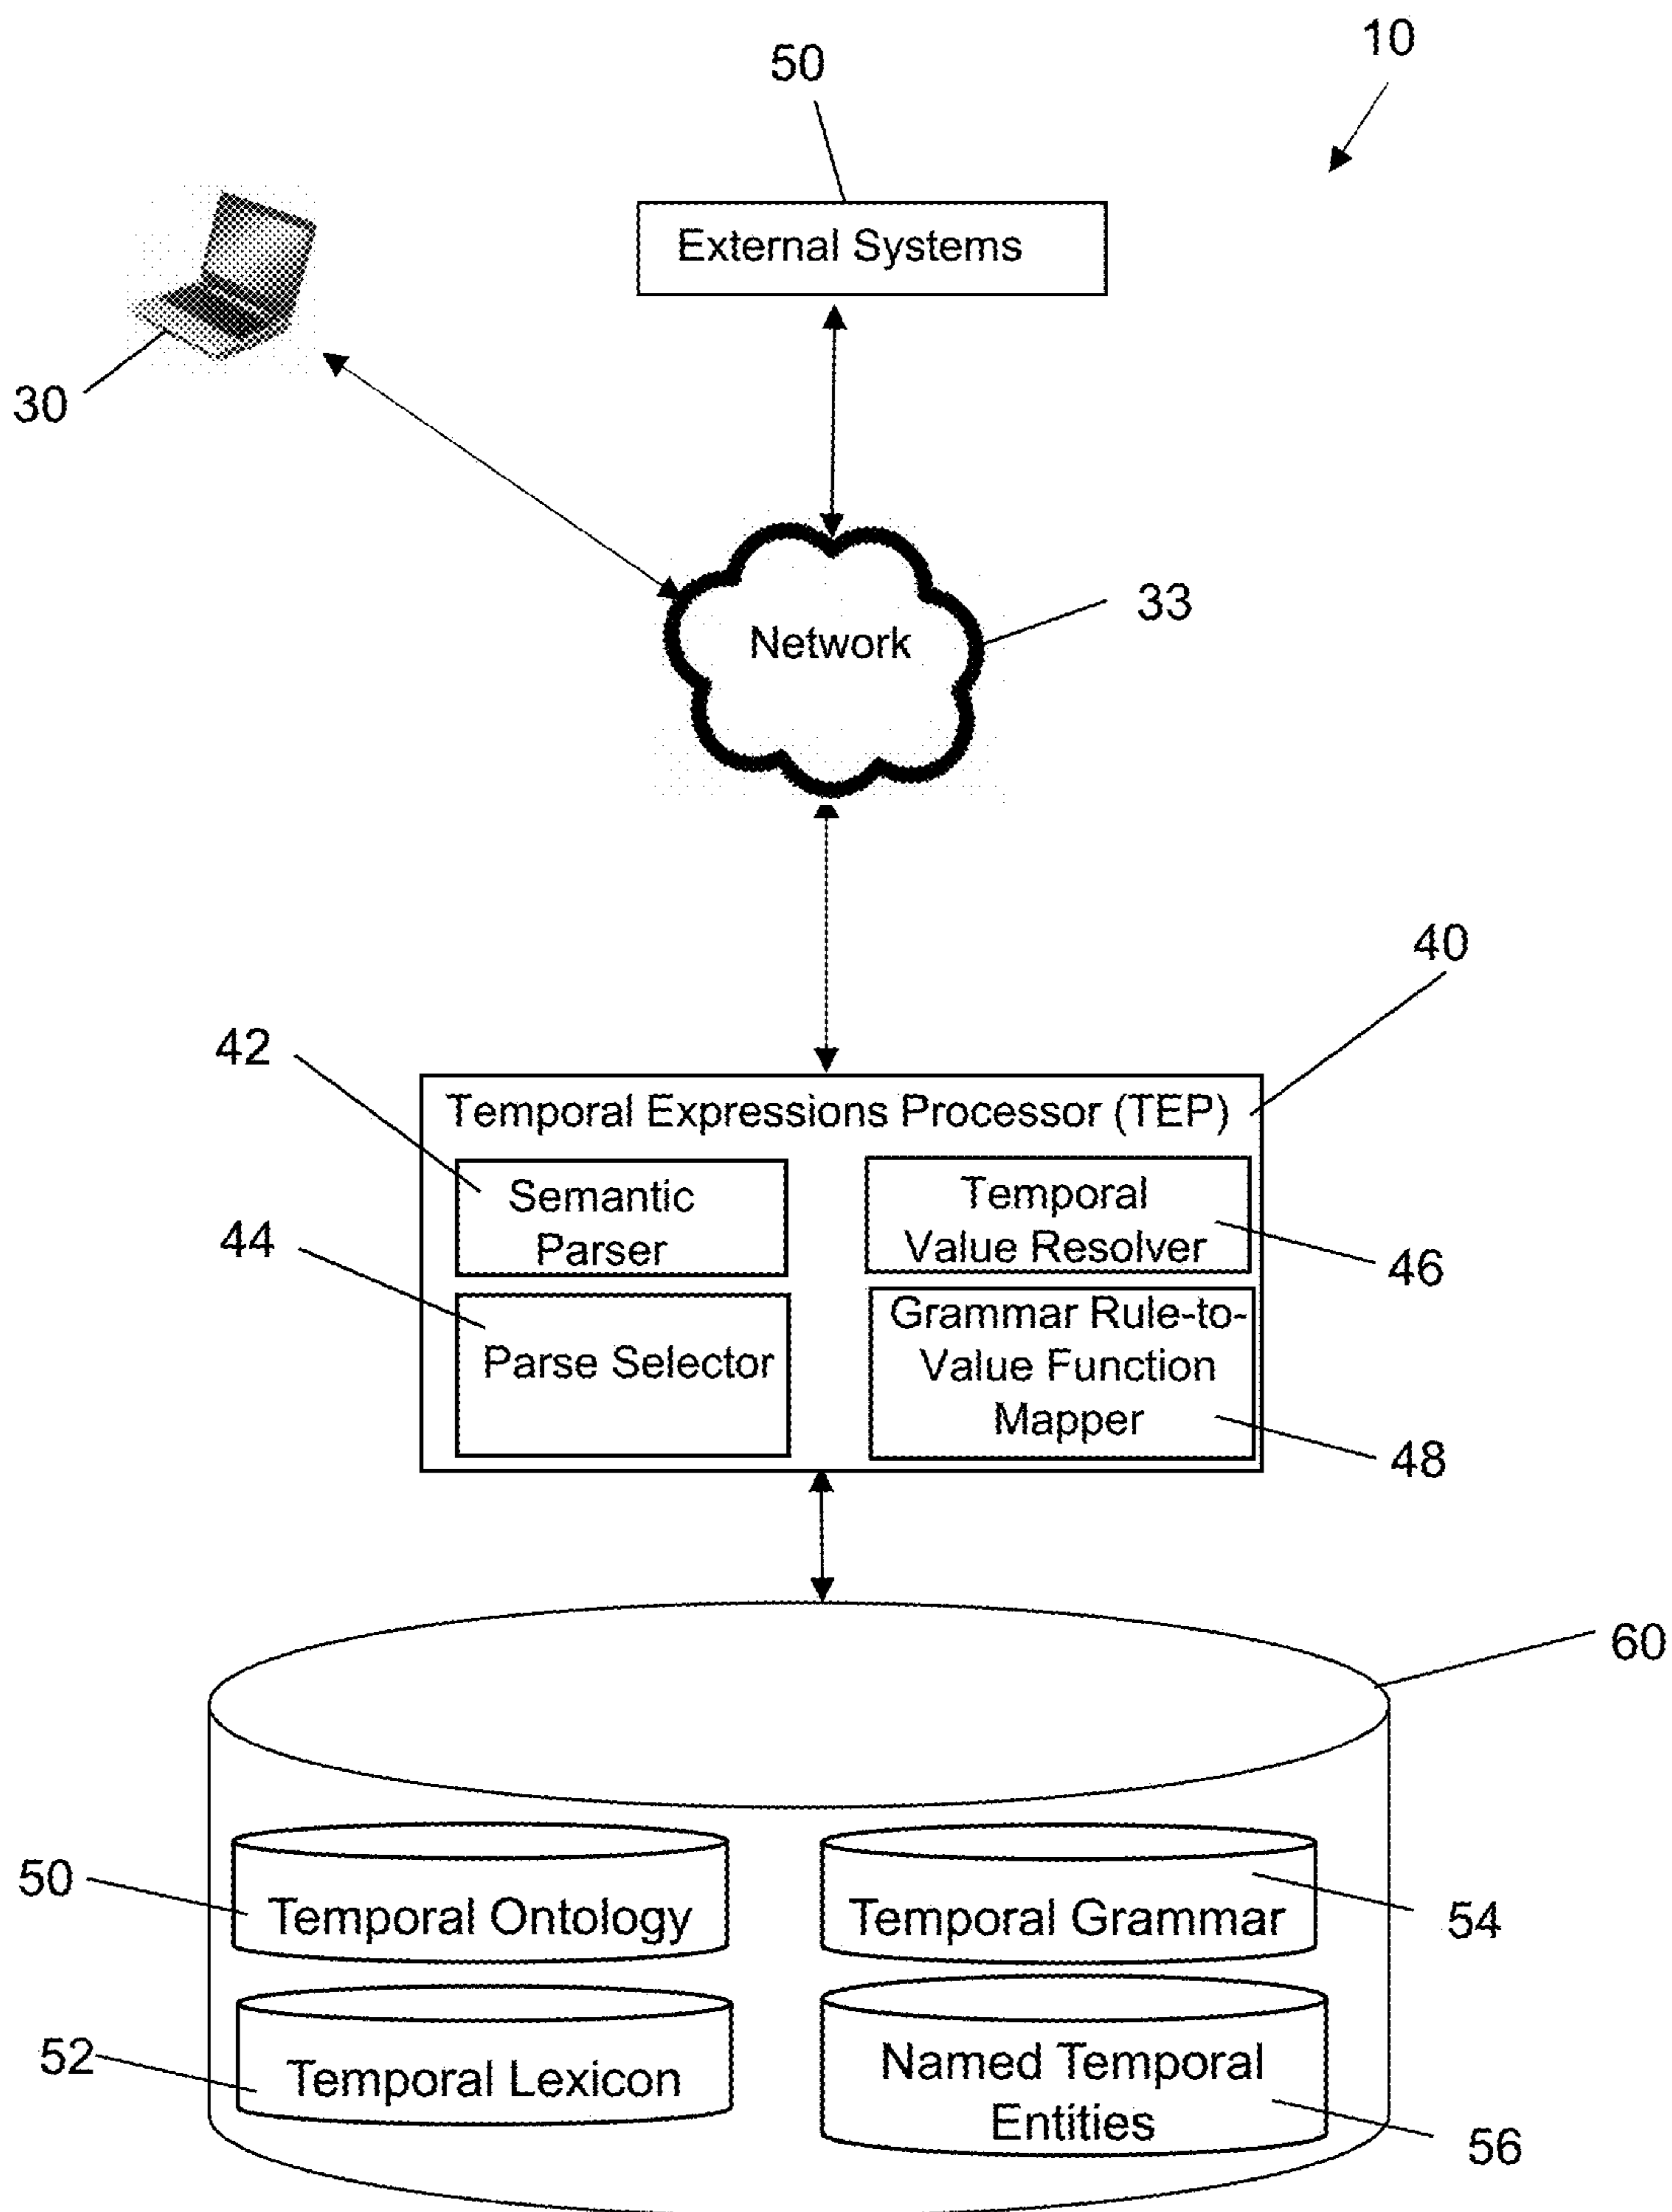 10
50
External Systems
30
33
Network
40
42
Temporal Expressions Processor (TEP)
Semantic
Parser
Temporal
Value Resolver
44
46
Parse Selector
Grammar Rule-to-
Value Function
Mapper
48
60
50
Temporal Ontology
Temporal Grammar
54
52
Temporal Lexicon
Named Temporal
Entities
56